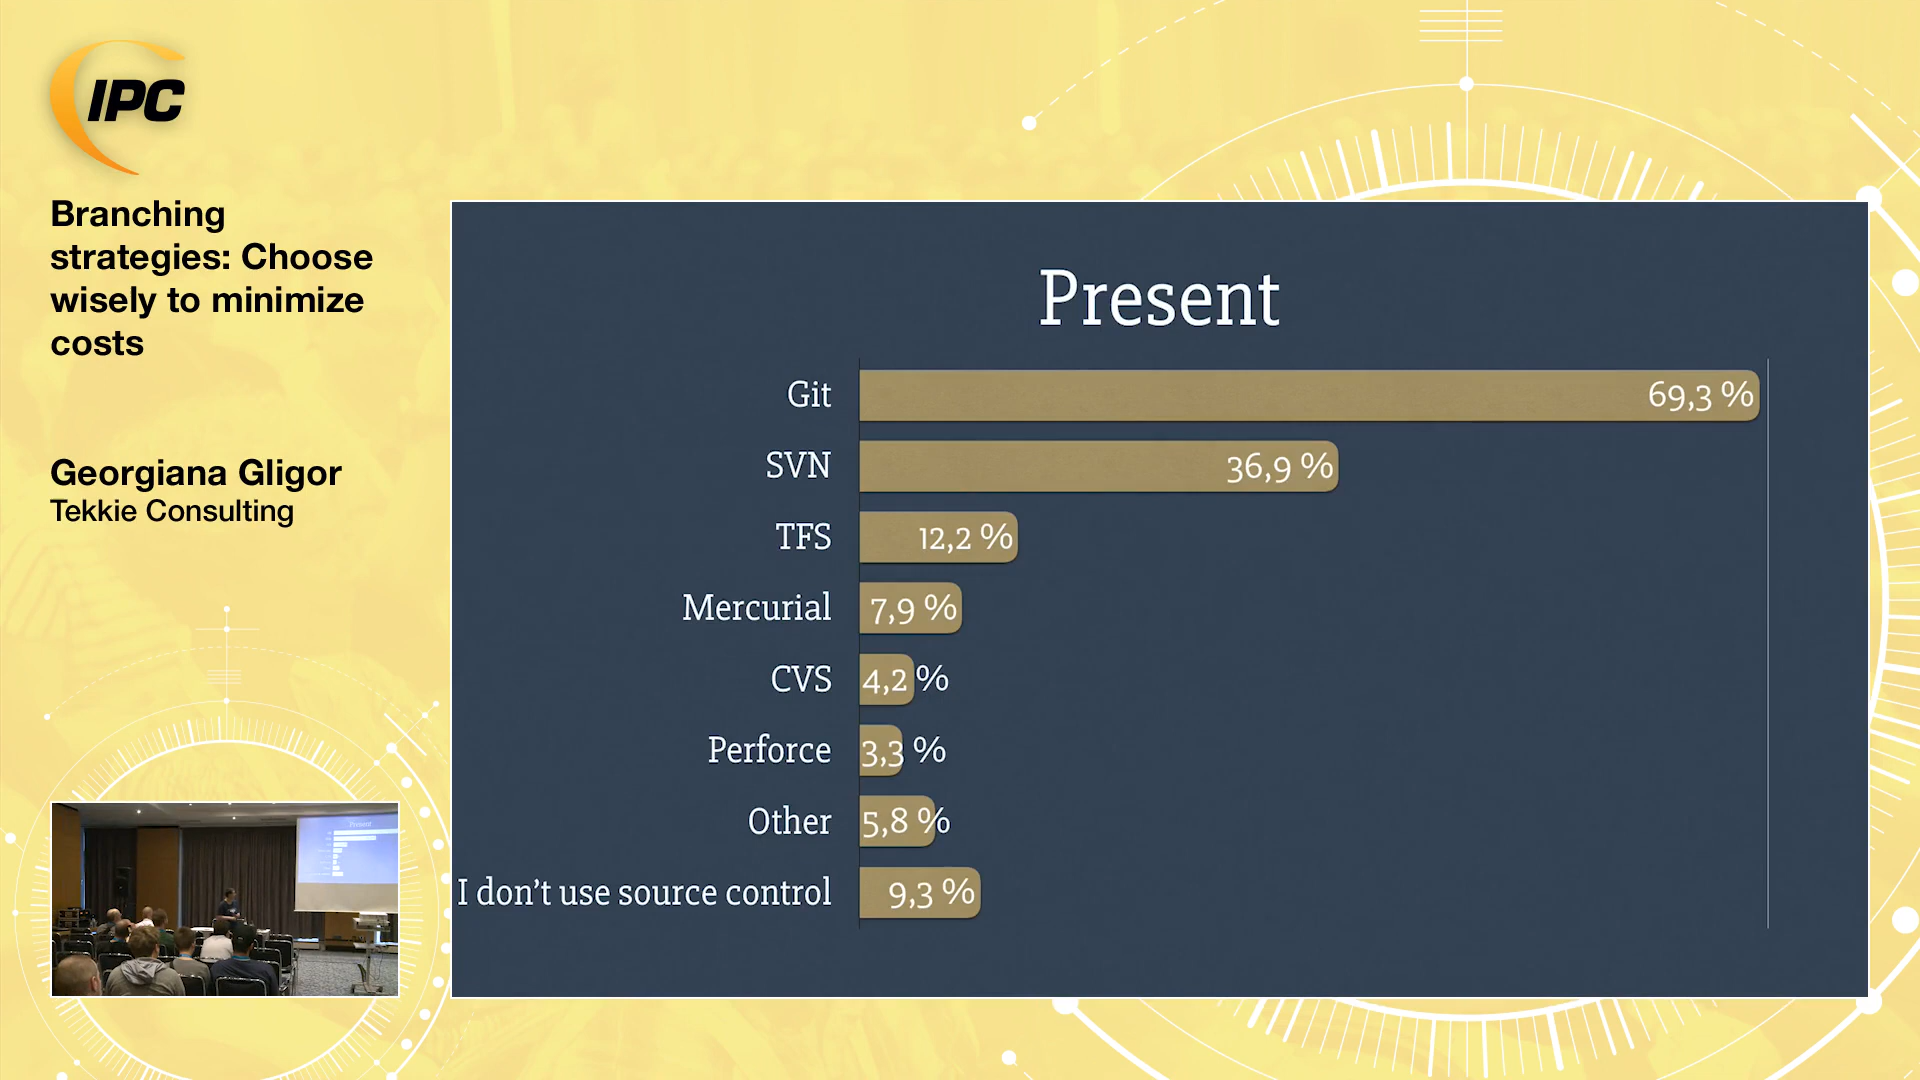 IPC
Branching
strategies: Choose
wisely to minimize
costs
Georgiana Gligor
Tekkie Consulting
Present
Git 69,3 %
SVN 36,9 %
TFS 12,2 %
Mercurial 7,9 %
CVS 4,2 %
Perforce 3,3 %
Other 5,8 %
I don’t use source control 9,3 %
Present